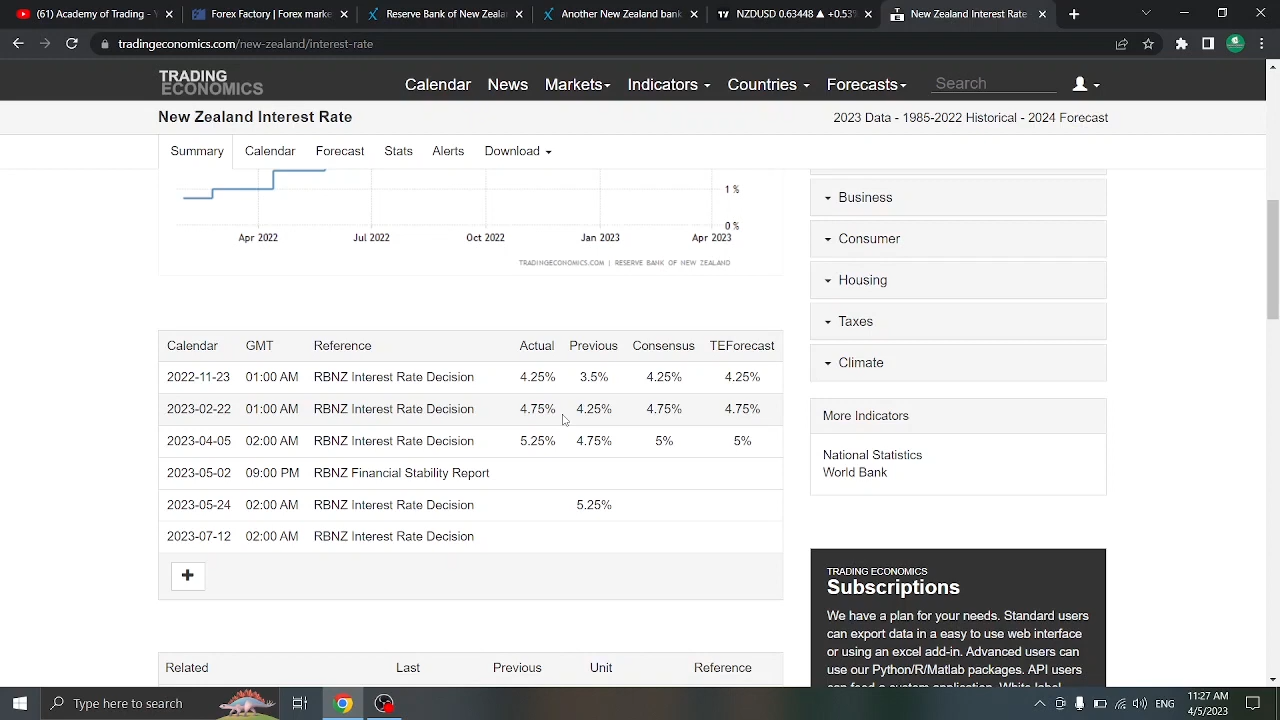 (61) Academy of Trading - Y
Forex Factory | Forex market
Reserve Bank of New Zealand
Another New Zealand bank
NZDUSD 0.63448 ▲ +0.53%
New Zealand Interest Rate
tradingeconomics.com/new-zealand/interest-rate
TRADING
ECONOMICS
Calendar News Markets Indicators Countries Forecasts Search
New Zealand Interest Rate 2023 Data - 1985-2022 Historical - 2024 Forecast
Summary Calendar Forecast Stats Alerts Download
1 %
0 %
Apr 2022 Jul 2022 Oct 2022 Jan 2023 Apr 2023
TRADINGECONOMICS.COM | RESERVE BANK OF NEW ZEALAND
Calendar GMT Reference Actual Previous Consensus TEForecast
2022-11-23 01:00 AM RBNZ Interest Rate Decision 4.25% 3.5% 4.25% 4.25%
2023-02-22 01:00 AM RBNZ Interest Rate Decision 4.75% 4.25% 4.75% 4.75%
2023-04-05 02:00 AM RBNZ Interest Rate Decision 5.25% 4.75% 5% 5%
2023-05-02 09:00 PM RBNZ Financial Stability Report
2023-05-24 02:00 AM RBNZ Interest Rate Decision 5.25%
2023-07-12 02:00 AM RBNZ Interest Rate Decision
Related Last Previous Unit Reference
Business
Consumer
Housing
Taxes
Climate
More Indicators
National Statistics
World Bank
TRADING ECONOMICS
Subscriptions
We have a plan for your needs. Standard users
can export data in a easy to use web interface
or using an excel add-in. Advanced users can
use our Python/R/Matlab packages. API users
can feed a custom application. White label
Type here to search
ENG
11:27 AM
4/5/2023